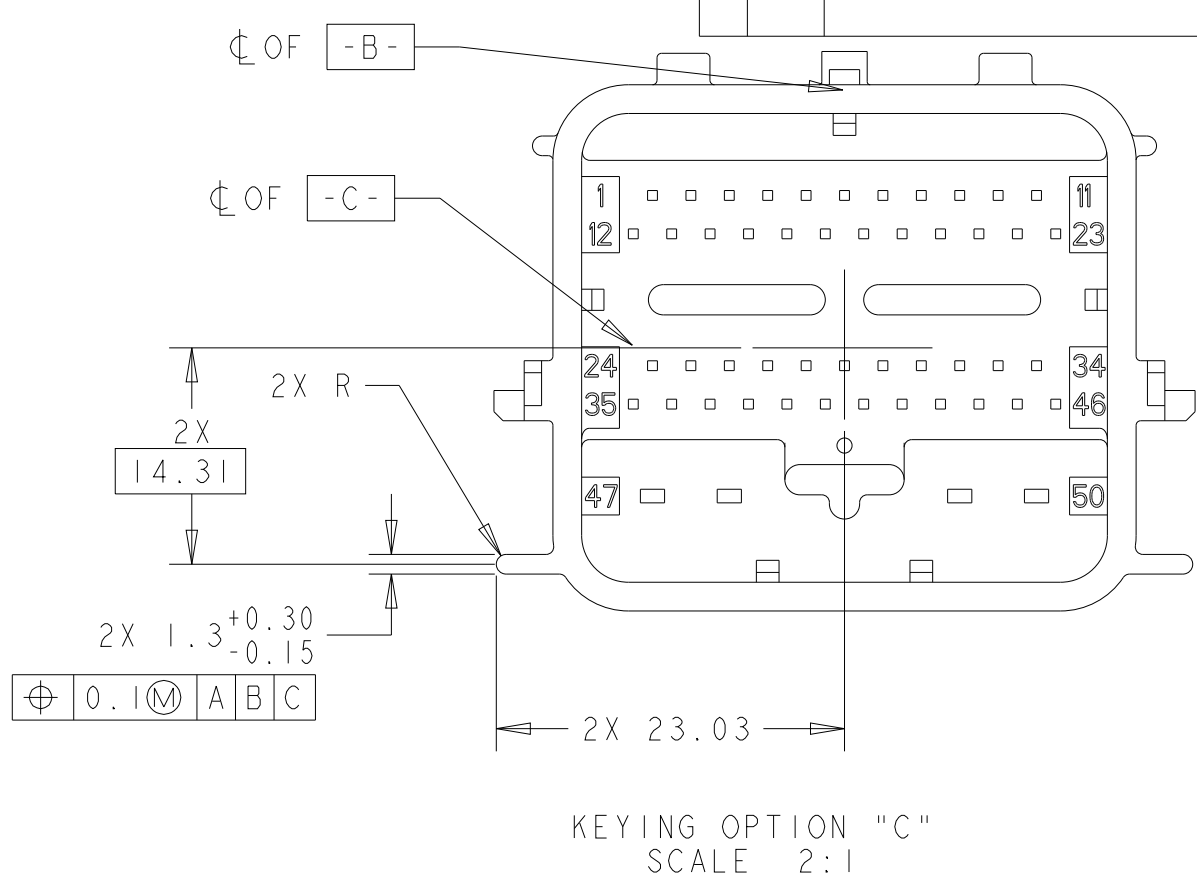 ℄ OF -B-
℄ OF -C-
1 11
12 23
24 34
2X R
35 46
2X
14.31
47 50
2X 1.3 +0.30
-0.15
⌖ 0.1Ⓜ A B C
2X 23.03
KEYING OPTION "C"
SCALE 2:1